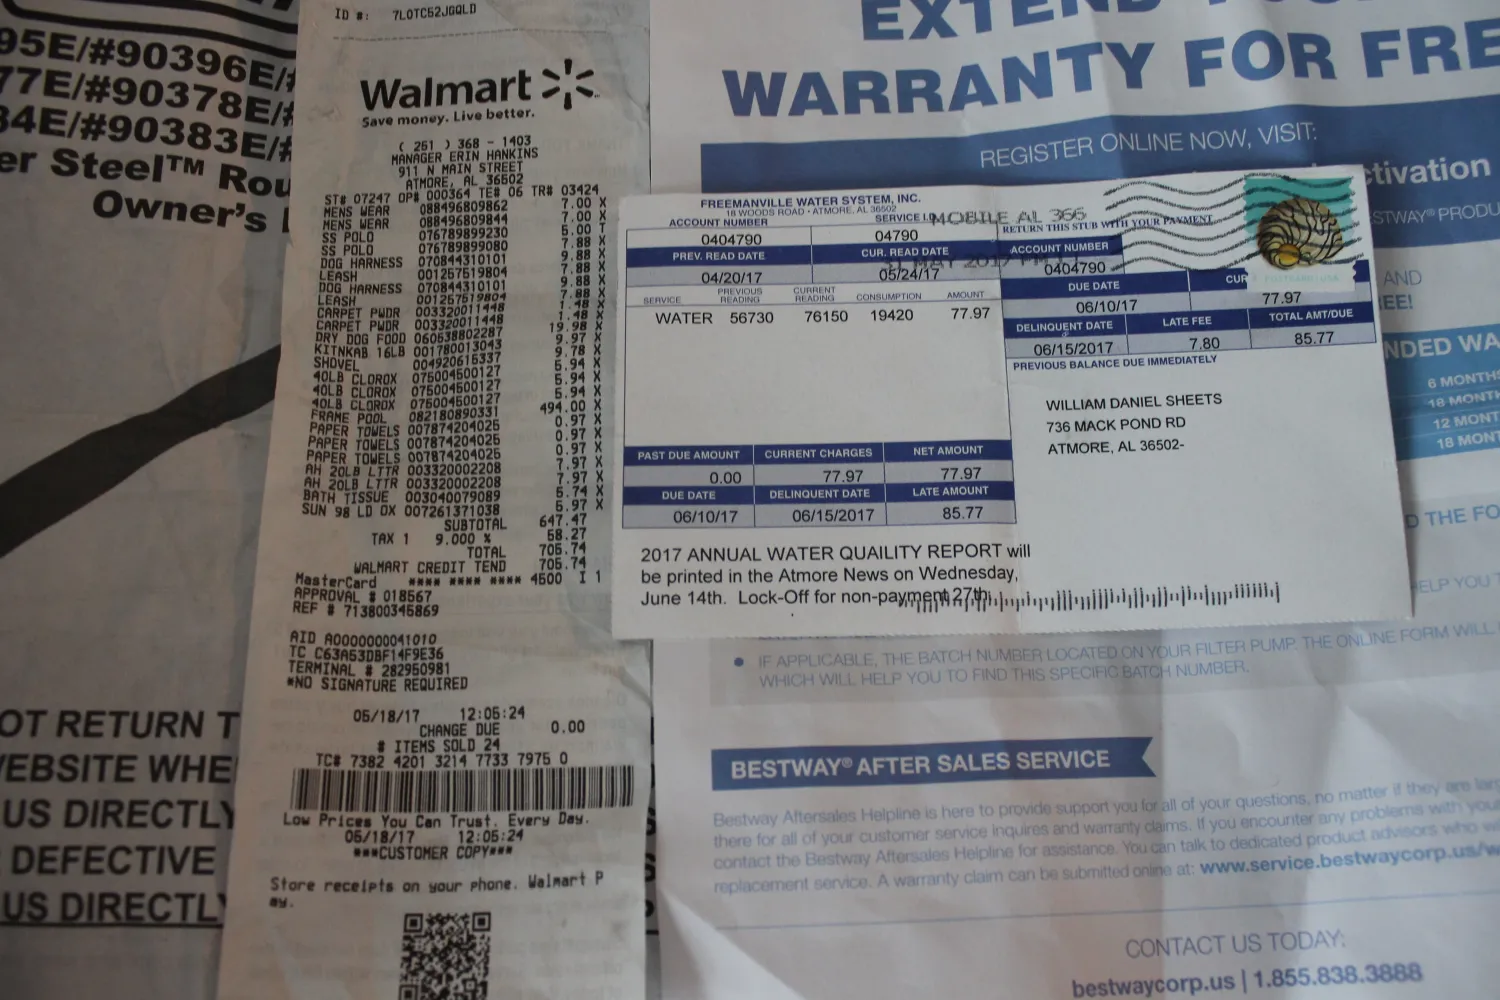 95E/#90396E/#
77E/#90378E/#
84E/#90383E/#
er Steel™ Rou
Owner's
OT RETURN T
EBSITE WHE
US DIRECTLY
DEFECTIVE
US DIRECTLY
ID #: 7L0TC52JGQLD
Walmart
Save money. Live better.
( 251 ) 368 - 1403
MANAGER ERIN HANKINS
911 N MAIN STREET
ATMORE, AL 36502
ST# 07247 OP# 000364 TE# 06 TR# 03424
MENS WEAR 088496809862 7.00 X
MENS WEAR 088496809844 7.00 X
SS POLO 076789899230 5.00 T
SS POLO 076789899080 7.88 X
DOG HARNESS 070844310101 9.88 X
LEASH 001257519804 7.88 X
DOG HARNESS 070844310101 9.88 X
LEASH 001257519804 7.88 X
CARPET PWDR 003320011448 1.48 X
CARPET PWDR 003320011448 1.48 X
DRY DOG FOOD 060538802287 19.98 X
KITNKAB 16LB 001780013043 9.97 X
SHOVEL 004920615337 9.78 X
40LB CLOROX 075004500127 5.94 X
40LB CLOROX 075004500127 5.94 X
40LB CLOROX 075004500127 5.94 X
FRAME POOL 082180890331 494.00 X
PAPER TOWELS 007874204025 0.97 X
PAPER TOWELS 007874204025 0.97 X
PAPER TOWELS 007874204025 0.97 X
AH 20LB LTTR 003320002208 7.97 X
AH 20LB LTTR 003320002208 7.97 X
BATH TISSUE 003040079089 5.74 X
SUN 98 LD OX 007261371038 5.97 X
SUBTOTAL 647.47
TAX 1 9.000 % 58.27
TOTAL 705.74
WALMART CREDIT TEND 705.74
MasterCard **** **** **** 4500 I 1
APPROVAL # 018567
REF # 713800345869
AID A0000000041010
TC C63A53DBF14F9E36
TERMINAL # 282950981
*NO SIGNATURE REQUIRED
05/18/17 12:05:24
CHANGE DUE 0.00
# ITEMS SOLD 24
TC# 7382 4201 3214 7733 7975 0
Low Prices You Can Trust. Every Day.
05/18/17 12:05:24
***CUSTOMER COPY***
Store receipts on your phone. Walmart P
ay.
FREEMANVILLE WATER SYSTEM, INC.
18 WOODS ROAD • ATMORE, AL 36502
ACCOUNT NUMBER
0404790 04790
PREV. READ DATE CUR. READ DATE
04/20/17 05/24/17
SERVICE PREVIOUS READING CURRENT READING CONSUMPTION AMOUNT
WATER 56730 76150 19420 77.97
PAST DUE AMOUNT CURRENT CHARGES NET AMOUNT
0.00 77.97 77.97
DUE DATE DELINQUENT DATE LATE AMOUNT
06/10/17 06/15/2017 85.77
2017 ANNUAL WATER QUAILITY REPORT will
be printed in the Atmore News on Wednesday,
June 14th. Lock-Off for non-payment 27th.
MOBILE AL 366
31 MAY 2017 PM
RETURN THIS STUB WITH YOUR PAYMENT
ACCOUNT NUMBER
0404790
DUE DATE CUR
06/10/17 77.97
DELINQUENT DATE LATE FEE TOTAL AMT/DUE
06/15/2017 7.80 85.77
PREVIOUS BALANCE DUE IMMEDIATELY
WILLIAM DANIEL SHEETS
736 MACK POND RD
ATMORE, AL 36502-
WARRANTY FOR FRE
REGISTER ONLINE NOW, VISIT:
ctivation
STWAY® PRODU
AND
EE!
NDED WA
6 MONTHS
18 MONTH
12 MONT
18 MONT
D THE FO
ELP YOU
• IF APPLICABLE, THE BATCH NUMBER LOCATED ON YOUR FILTER PUMP. THE ONLINE FORM WILL
WHICH WILL HELP YOU TO FIND THIS SPECIFIC BATCH NUMBER.
BESTWAY® AFTER SALES SERVICE
Bestway Aftersales Helpline is here to provide support you for all of your questions, no matter if they are lar
there for all of your customer service inquires and warranty claims. If you encounter any problems with your
contact the Bestway Aftersales Helpline for assistance. You can talk to dedicated product advisors who wi
replacement service. A warranty claim can be submitted online at: www.service.bestwaycorp.us/w
CONTACT US TODAY:
bestwaycorp.us | 1.855.838.3888